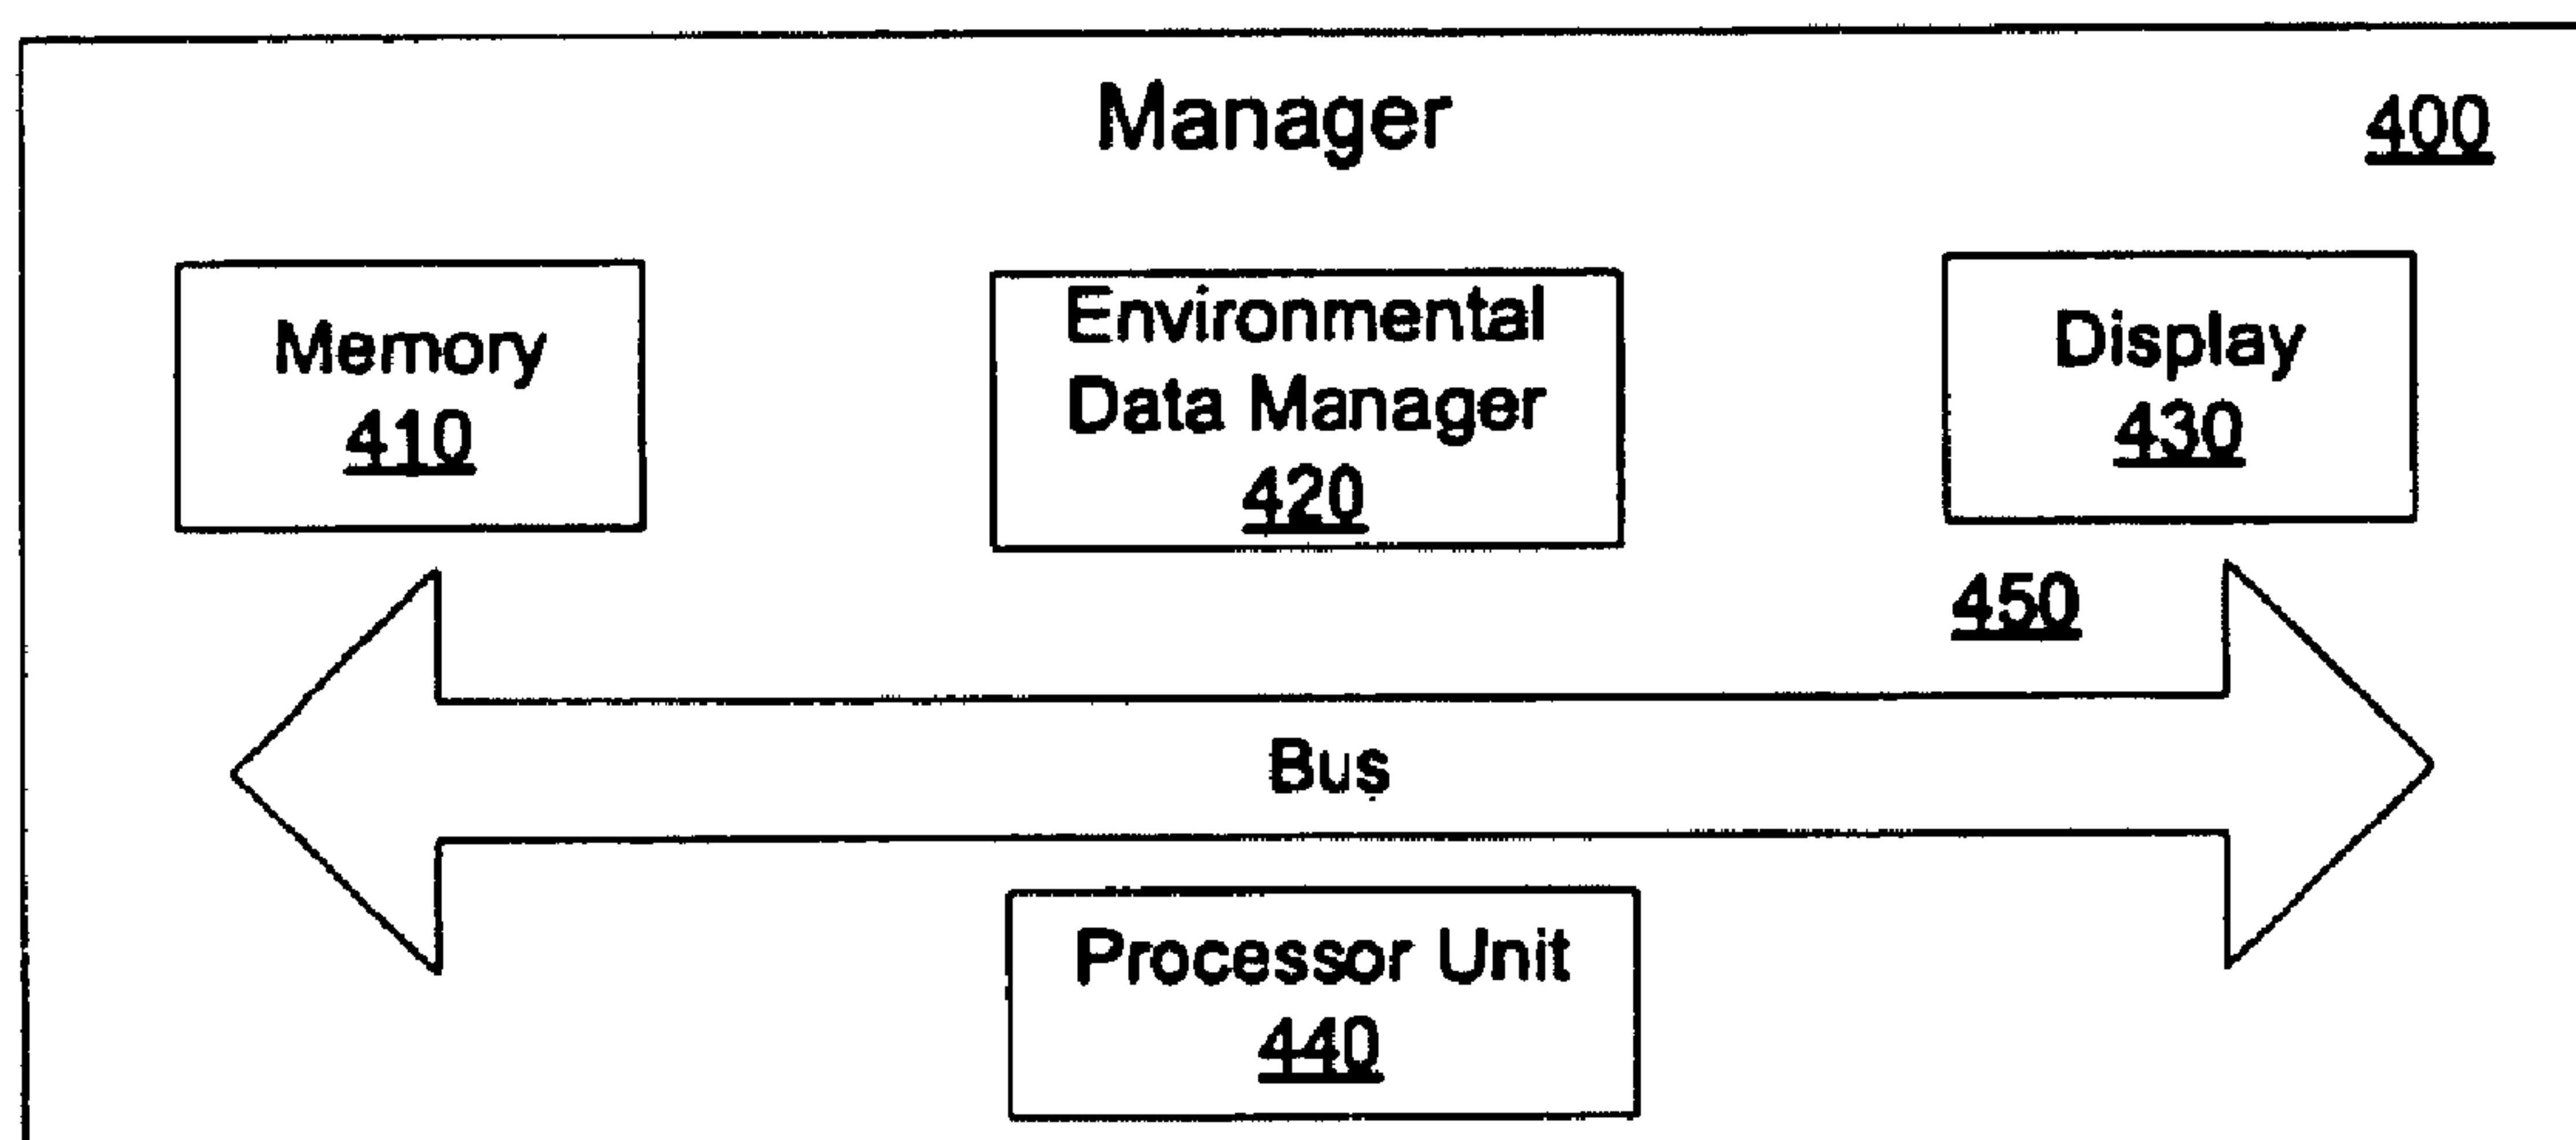 Manager
400
Memory
410
Environmental
Data Manager
420
Display
430
450
Bus
Processor Unit
440